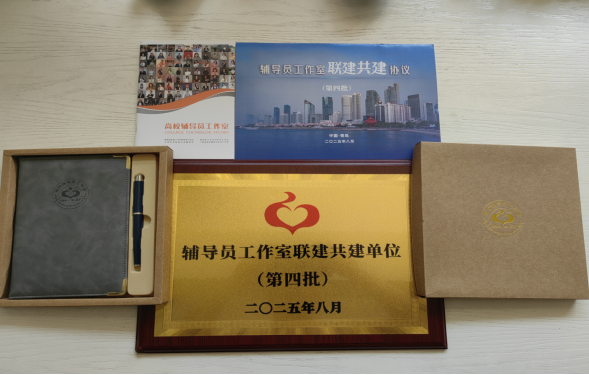 高校辅导员工作室
辅导员工作室联建共建协议
（第四批）
中国·青岛
二〇二五年八月
辅导员工作室联建共建单位
（第四批）
二〇二五年八月